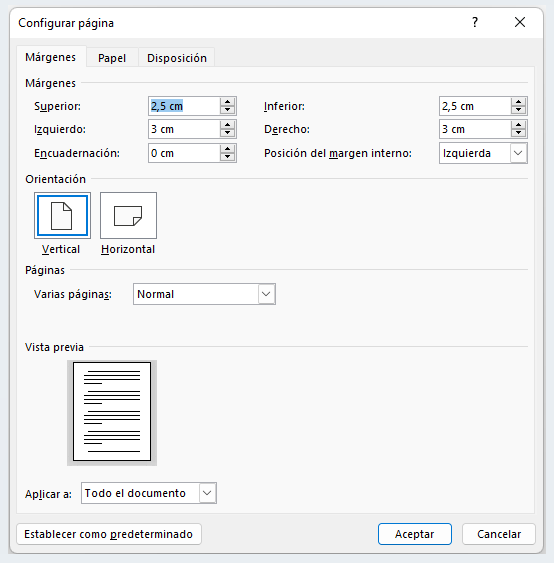 Configurar página
Márgenes Papel Disposición
Márgenes
Superior: 2,5 cm Inferior: 2,5 cm
Izquierdo: 3 cm Derecho: 3 cm
Encuadernación: 0 cm Posición del margen interno: Izquierda
Orientación
Vertical Horizontal
Páginas
Varias páginas: Normal
Vista previa
Aplicar a: Todo el documento
Establecer como predeterminado Aceptar Cancelar